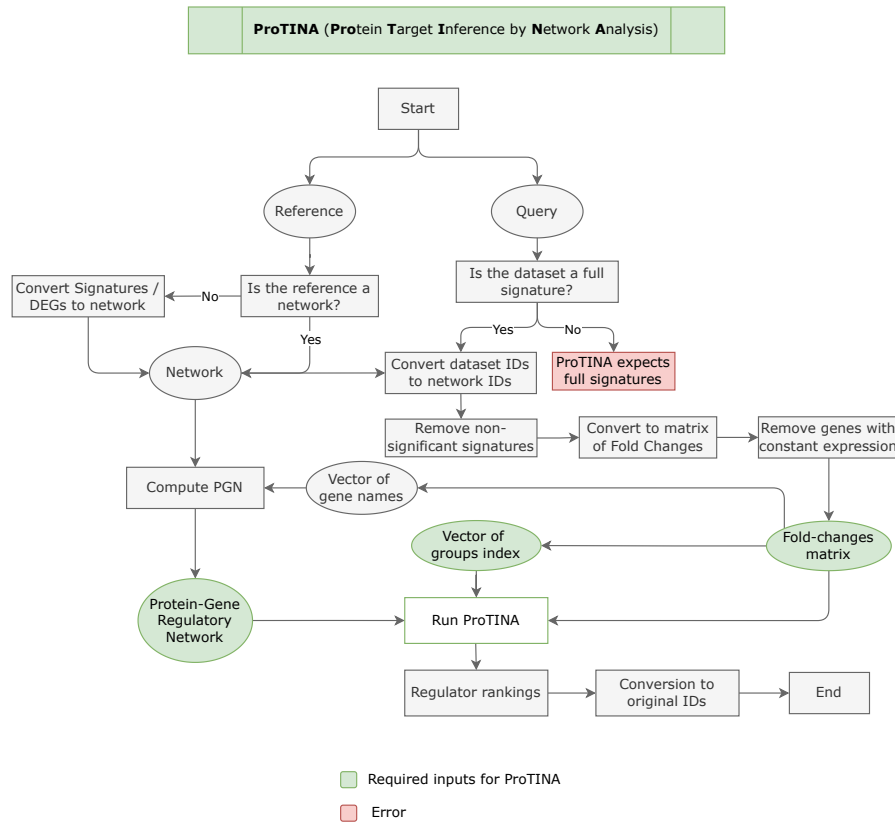 ProTINA (Protein Target Inference by Network Analysis)
Start
Reference
Query
Is the reference a
network?
Is the dataset a full
signature?
Convert Signatures /
DEGs to network
No
Yes
Yes
No
Network
Convert dataset IDs
to network IDs
ProTINA expects
full signatures
Remove non-
significant signatures
Convert to matrix
of Fold Changes
Remove genes with
constant expression
Compute PGN
Vector of
gene names
Vector of
groups index
Fold-changes
matrix
Protein-Gene
Regulatory
Network
Run ProTINA
Regulator rankings
Conversion to
original IDs
End
Required inputs for ProTINA
Error